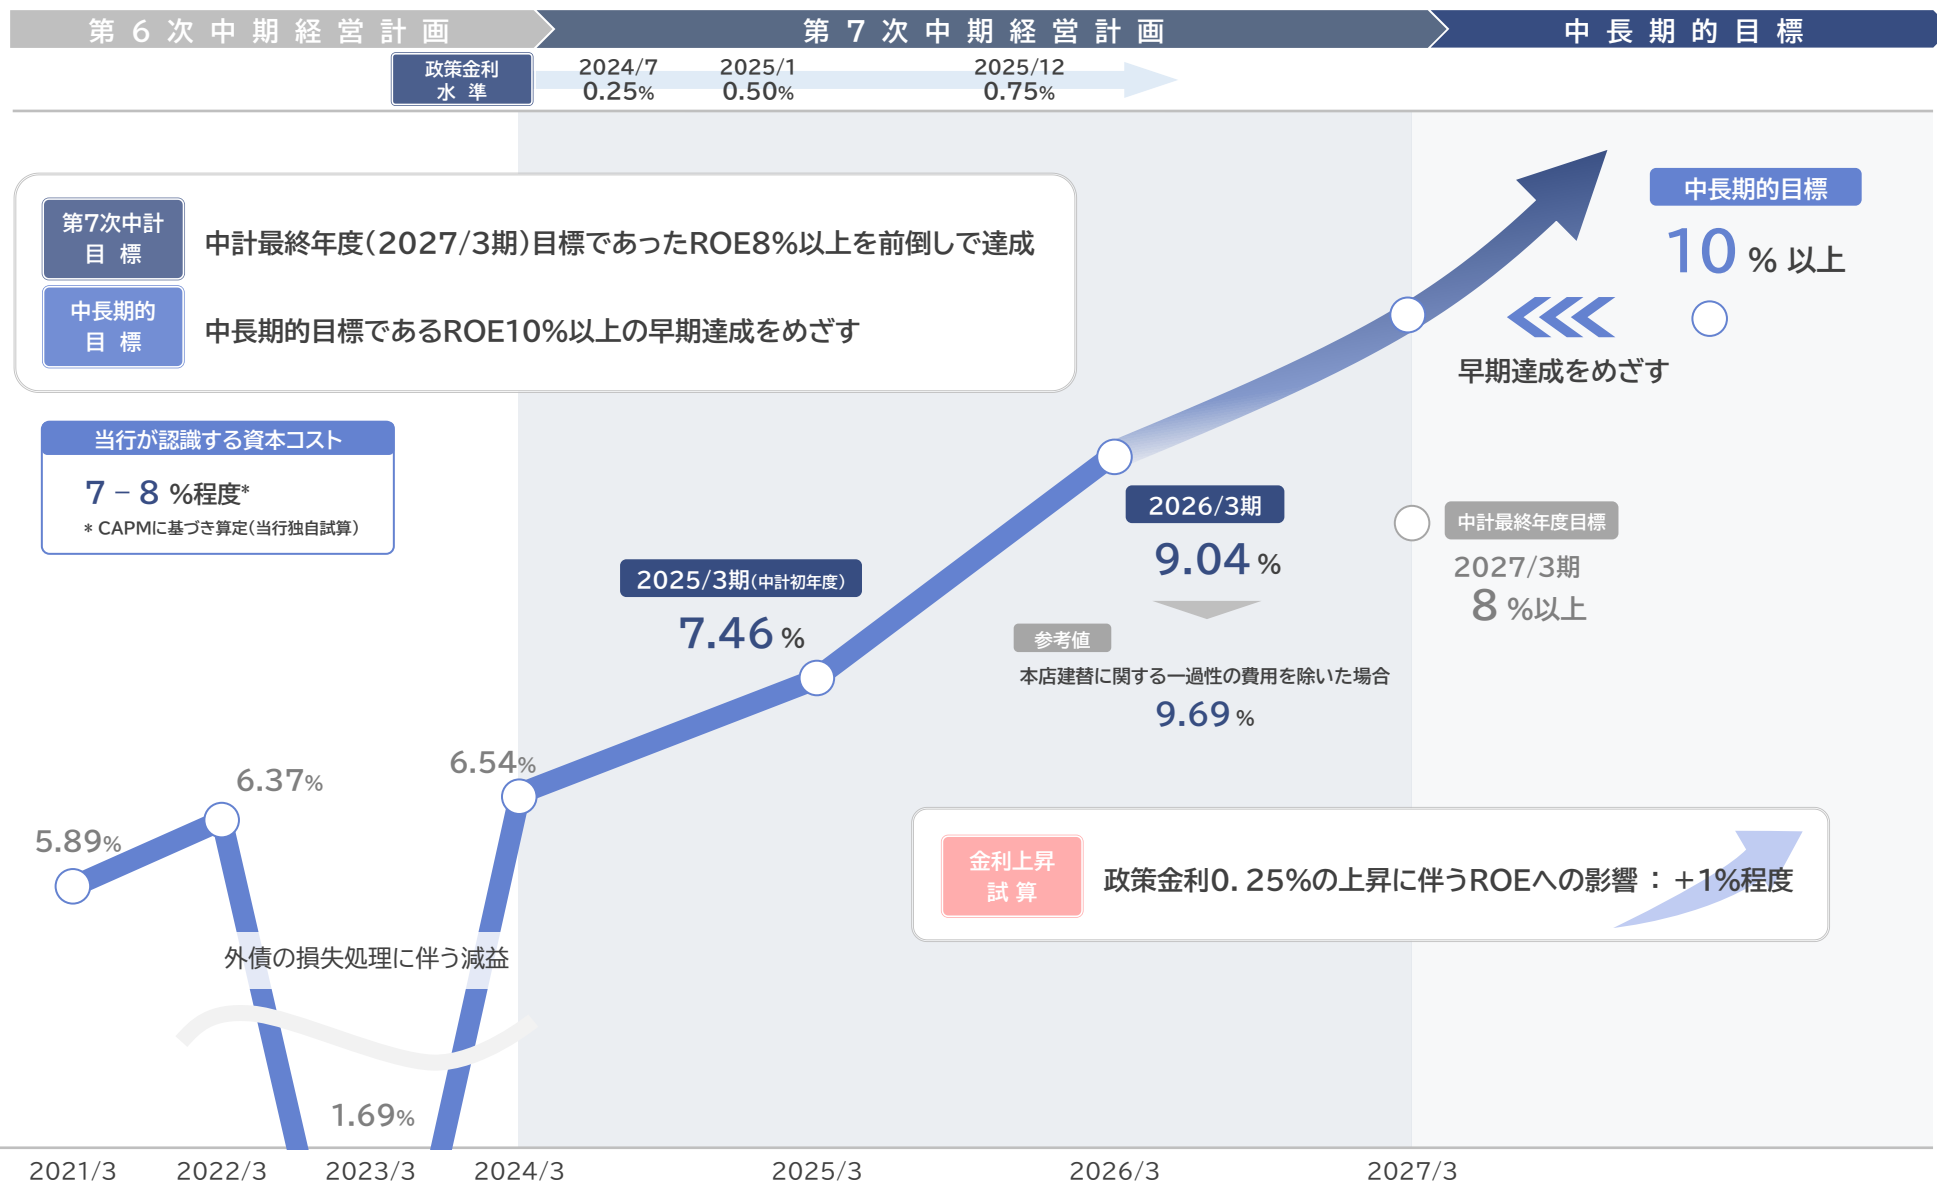 第６次中期経営計画
第７次中期経営計画
中長期的目標
政策金利
水 準
2024/7
0.25%
2025/1
0.50%
2025/12
0.75%
第7次中計
目 標
中計最終年度（2027/3期）目標であったROE8%以上を前倒しで達成
中長期的
目 標
中長期的目標であるROE10%以上の早期達成をめざす
中長期的目標
10 % 以上
早期達成をめざす
当行が認識する資本コスト
7 – 8 %程度*
* CAPMに基づき算定（当行独自試算）
2026/3期
9.04 %
中計最終年度目標
2027/3期
8 %以上
2025/3期（中計初年度）
7.46 %
参考値
本店建替に関する一過性の費用を除いた場合
9.69 %
6.54%
6.37%
5.89%
金利上昇
試 算
政策金利0.25%の上昇に伴うROEへの影響：+1%程度
外債の損失処理に伴う減益
1.69%
2021/3
2022/3
2023/3
2024/3
2025/3
2026/3
2027/3